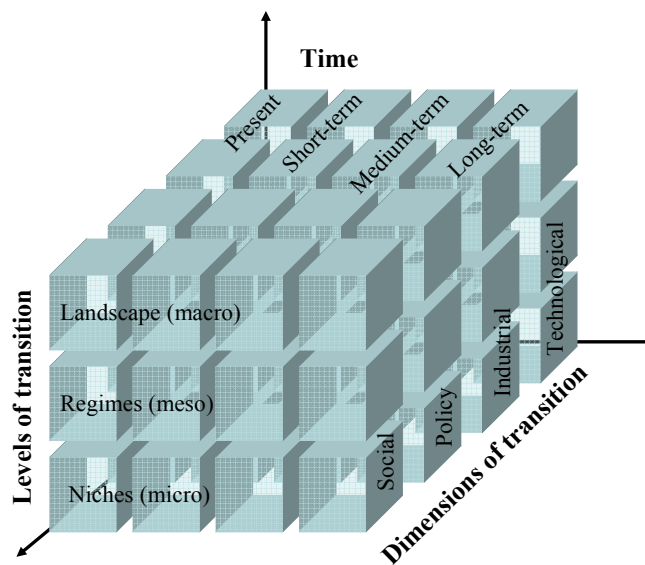 Time
Present
Short-term
Medium-term
Long-term
Levels of transition
Landscape (macro)
Regimes (meso)
Niches (micro)
Social
Policy
Industrial
Technological
Dimensions of transition